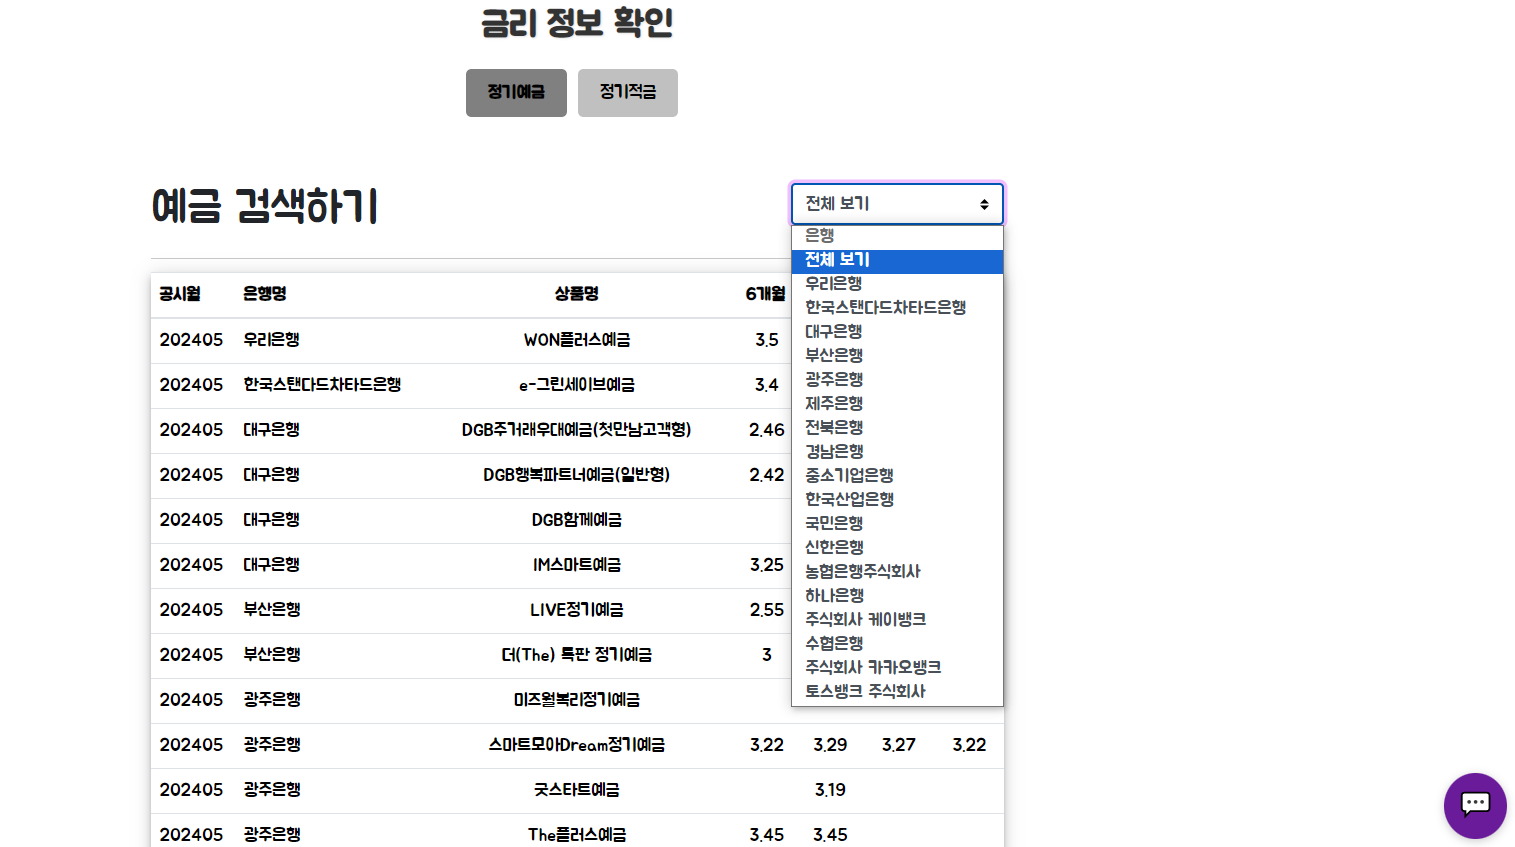 금리 정보 확인
정기예금 정기적금
예금 검색하기
전체 보기
은행
전체 보기
우리은행
한국스탠다드차타드은행
대구은행
부산은행
광주은행
제주은행
전북은행
경남은행
중소기업은행
한국산업은행
국민은행
신한은행
농협은행주식회사
하나은행
주식회사 케이뱅크
수협은행
주식회사 카카오뱅크
토스뱅크 주식회사
공시월 은행명 상품명 6개월
202405 우리은행 WON플러스예금 3.5
202405 한국스탠다드차타드은행 e-그린세이브예금 3.4
202405 대구은행 DGB주거래우대예금(첫만남고객형) 2.46
202405 대구은행 DGB행복파트너예금(일반형) 2.42
202405 대구은행 DGB함께예금
202405 대구은행 IM스마트예금 3.25
202405 부산은행 LIVE정기예금 2.55
202405 부산은행 더(The) 특판 정기예금 3
202405 광주은행 미즈월복리정기예금
202405 광주은행 스마트모아Dream정기예금 3.22 3.29 3.27 3.22
202405 광주은행 굿스타트예금 3.19
202405 광주은행 The플러스예금 3.45 3.45